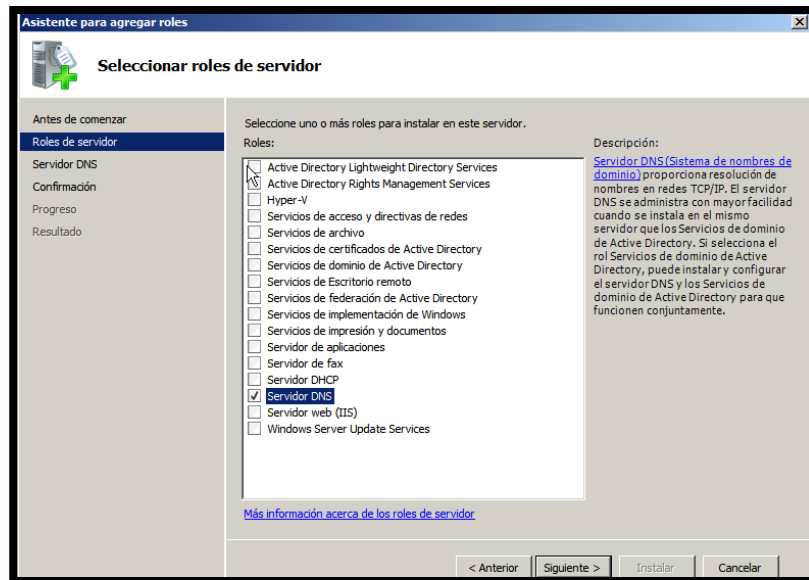 Asistente para agregar roles
Seleccionar roles de servidor
Antes de comenzar
Roles de servidor
Servidor DNS
Confirmación
Progreso
Resultado
Seleccione uno o más roles para instalar en este servidor.
Roles:
Active Directory Lightweight Directory Services
Active Directory Rights Management Services
Hyper-V
Servicios de acceso y directivas de redes
Servicios de archivo
Servicios de certificados de Active Directory
Servicios de dominio de Active Directory
Servicios de Escritorio remoto
Servicios de federación de Active Directory
Servicios de implementación de Windows
Servicios de impresión y documentos
Servidor de aplicaciones
Servidor de fax
Servidor DHCP
Servidor DNS
Servidor web (IIS)
Windows Server Update Services
Más información acerca de los roles de servidor
Descripción:
Servidor DNS (Sistema de nombres de
dominio) proporciona resolución de
nombres en redes TCP/IP. El servidor
DNS se administra con mayor facilidad
cuando se instala en el mismo
servidor que los Servicios de dominio
de Active Directory. Si selecciona el
rol Servicios de dominio de Active
Directory, puede instalar y configurar
el servidor DNS y los Servicios de
dominio de Active Directory para que
funcionen conjuntamente.
< Anterior
Siguiente >
Instalar
Cancelar